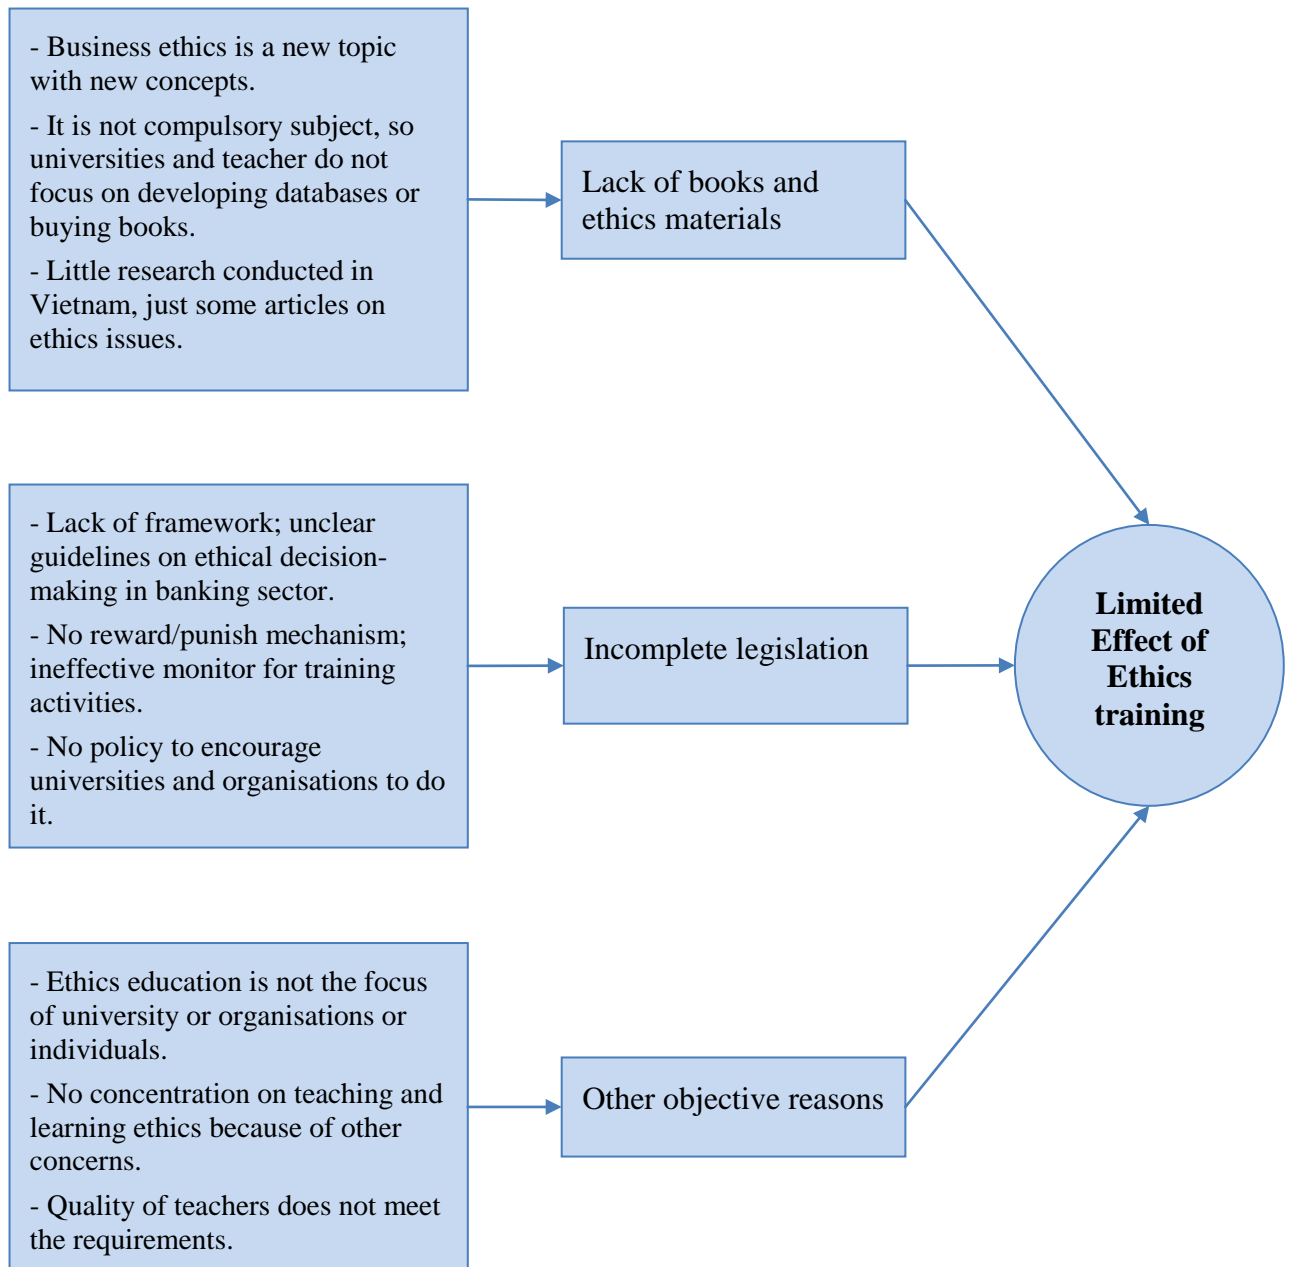 - Business ethics is a new topic
with new concepts.
- It is not compulsory subject, so
universities and teacher do not
focus on developing databases or
buying books.
- Little research conducted in
Vietnam, just some articles on
ethics issues.
Lack of books and
ethics materials
- Lack of framework; unclear
guidelines on ethical decision-
making in banking sector.
- No reward/punish mechanism;
ineffective monitor for training
activities.
- No policy to encourage
universities and organisations to do
it.
Incomplete legislation
Limited
Effect of
Ethics
training
- Ethics education is not the focus
of university or organisations or
individuals.
- No concentration on teaching and
learning ethics because of other
concerns.
- Quality of teachers does not meet
the requirements.
Other objective reasons